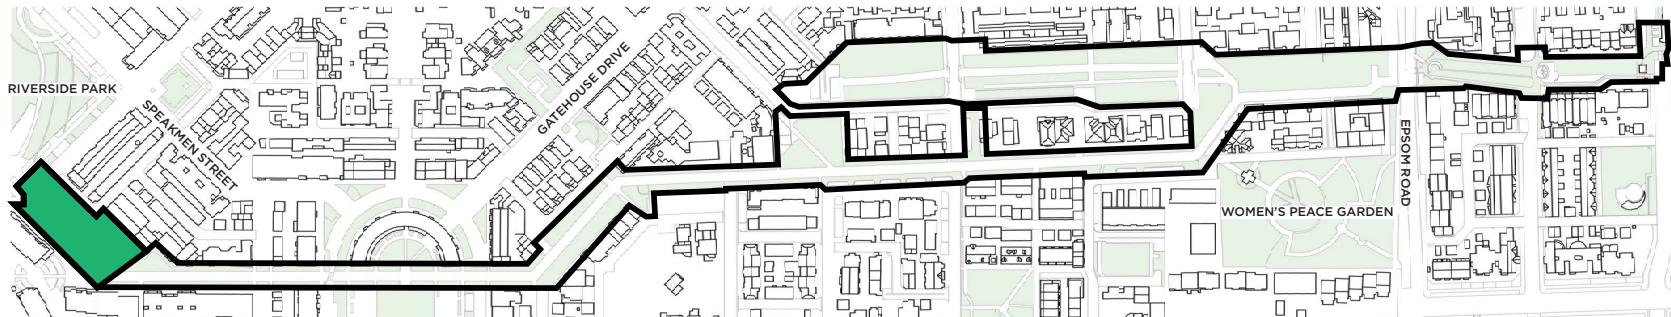 RIVERSIDE PARK
SPEAKMEN STREET
GATEHOUSE DRIVE
EPSOM ROAD
WOMEN'S PEACE GARDEN